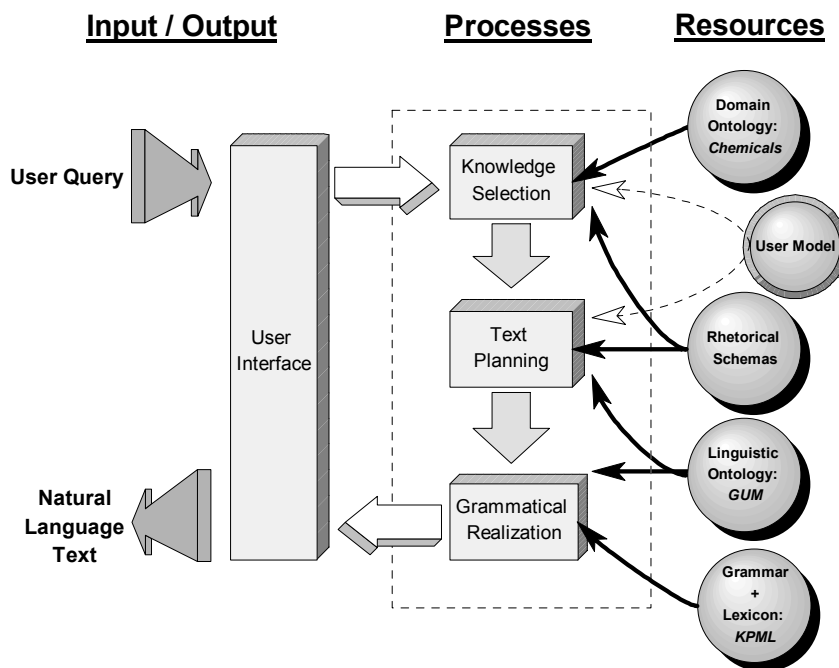 Input / Output
Processes
Resources
User Query
Natural
Language
Text
User
Interface
Knowledge
Selection
Text
Planning
Grammatical
Realization
Domain
Ontology:
Chemicals
User Model
Rhetorical
Schemas
Linguistic
Ontology:
GUM
Grammar
+
Lexicon:
KPML